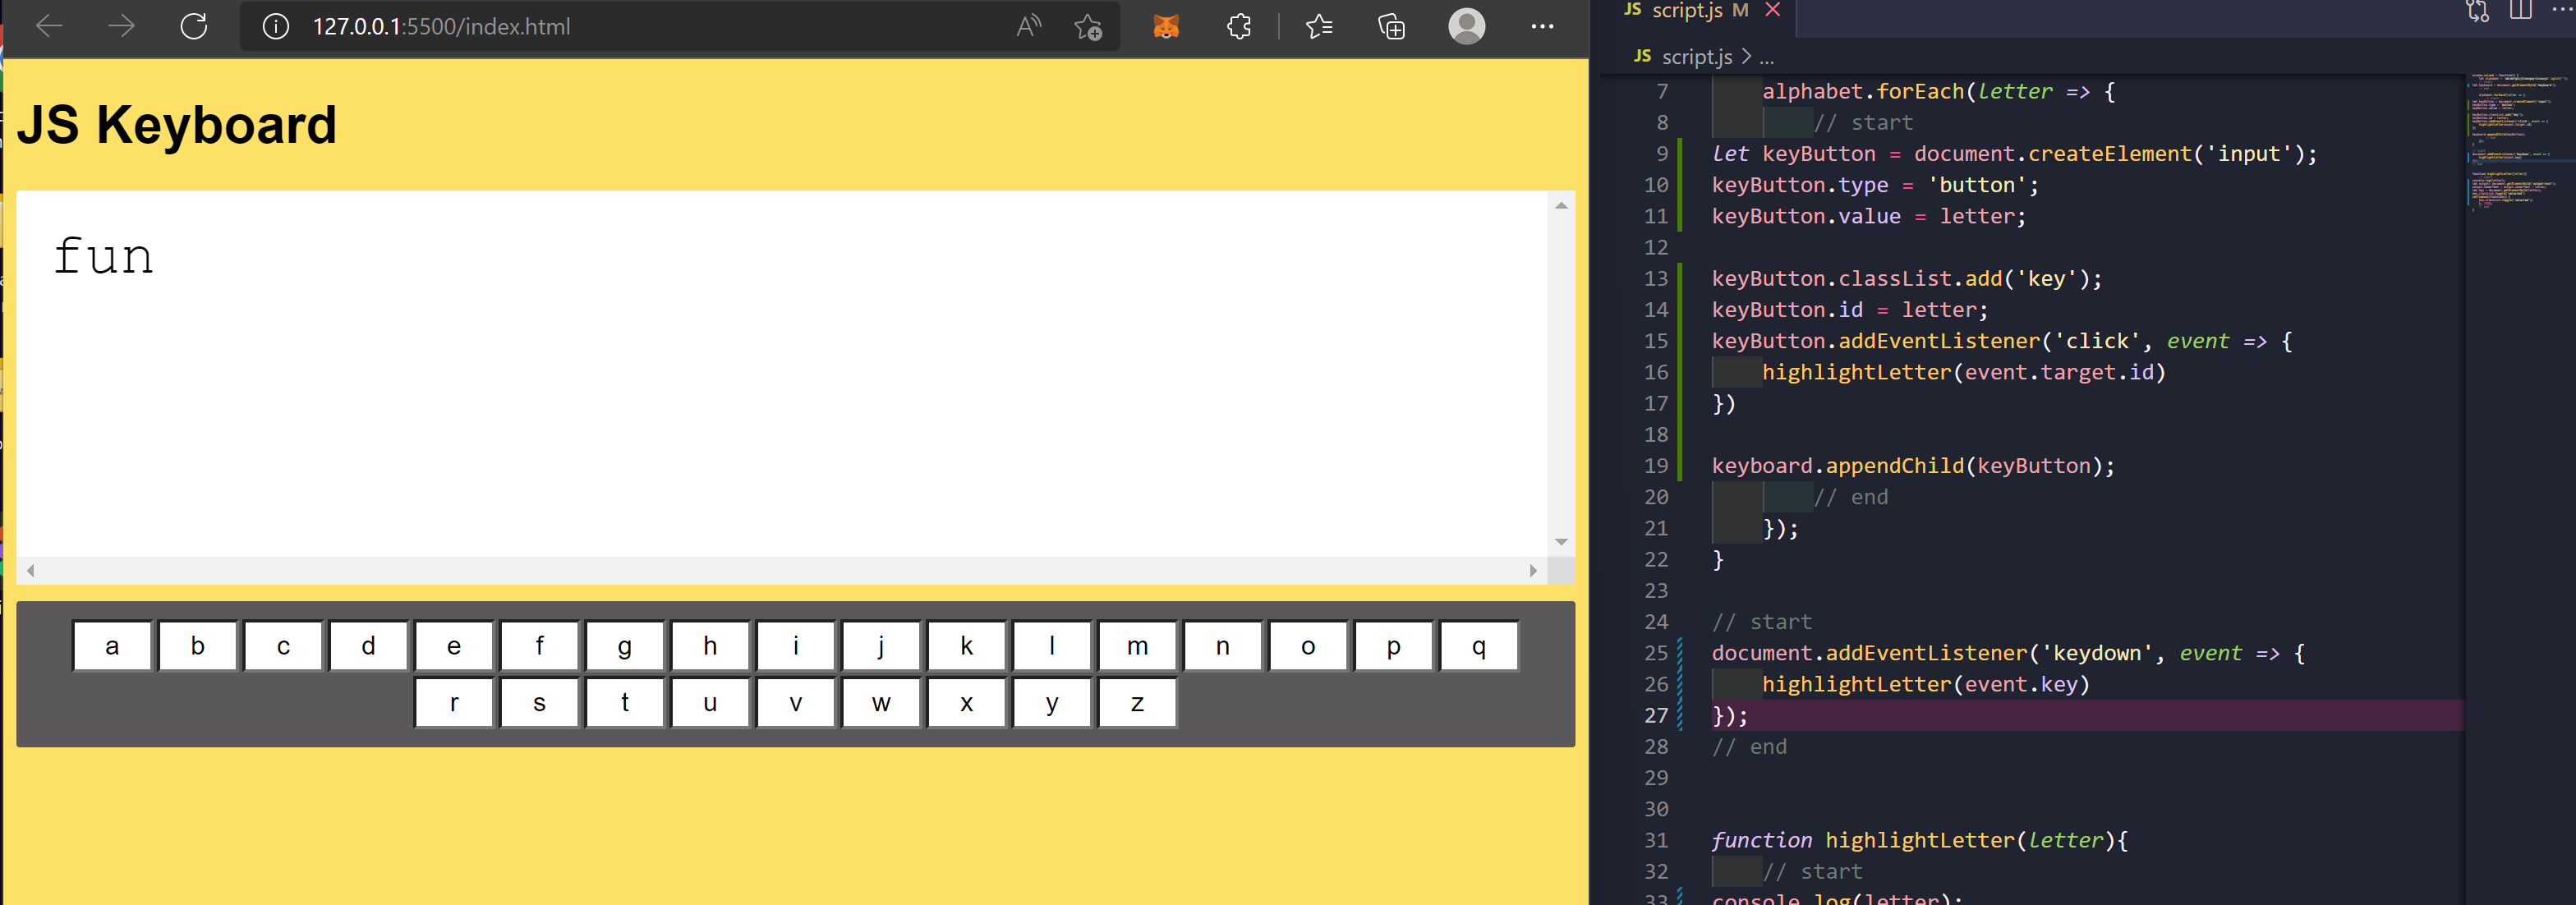 127.0.0.1:5500/index.html
JS Keyboard
fun
a b c d e f g h i j k l m n o p q
r s t u v w x y z
JS script.js M
JS script.js > ...
7 alphabet.forEach(letter => {
8 // start
9 let keyButton = document.createElement('input');
10 keyButton.type = 'button';
11 keyButton.value = letter;
12
13 keyButton.classList.add('key');
14 keyButton.id = letter;
15 keyButton.addEventListener('click', event => {
16 highlightLetter(event.target.id)
17 })
18
19 keyboard.appendChild(keyButton);
20 // end
21 });
22 }
23
24 // start
25 document.addEventListener('keydown', event => {
26 highlightLetter(event.key)
27 });
28 // end
29
30
31 function highlightLetter(letter){
32 // start
33 console.log(letter);